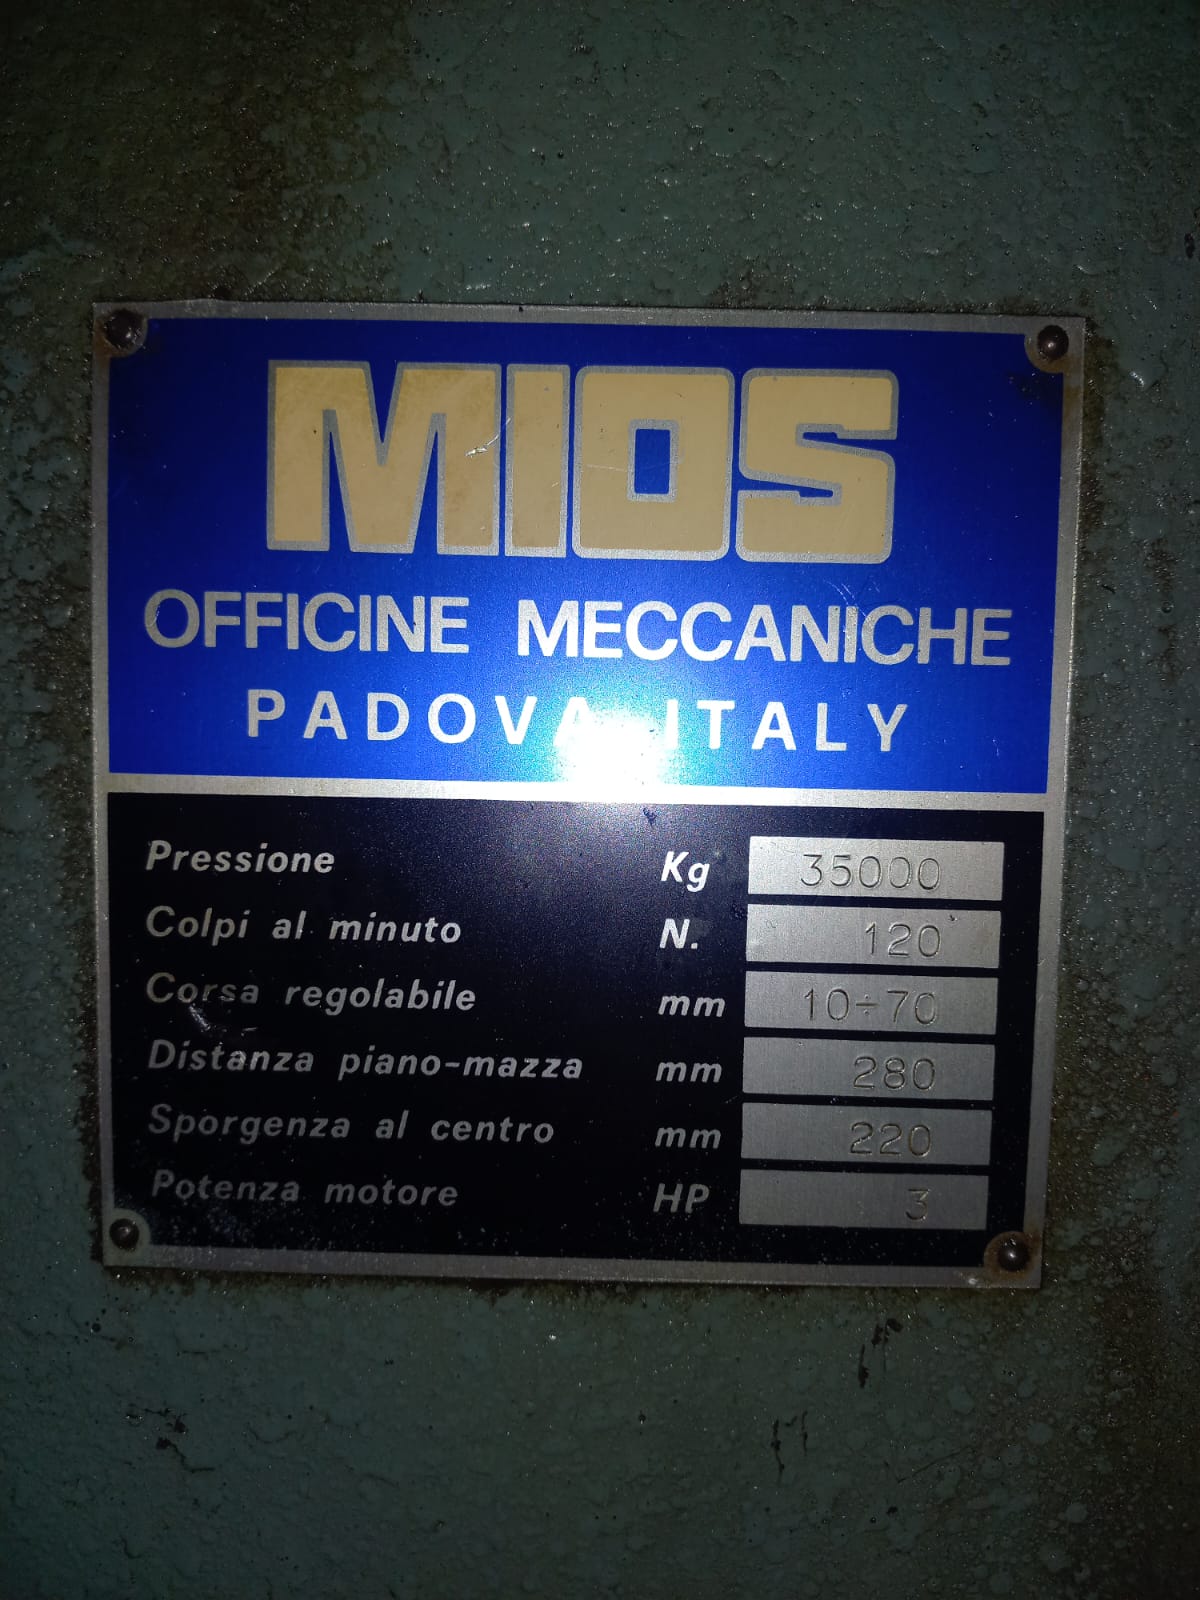 MIOS
OFFICINE MECCANICHE
PADOVA ITALY
Pressione Kg 35000
Colpi al minuto N. 120
Corsa regolabile mm 10÷70
Distanza piano-mazza mm 280
Sporgenza al centro mm 220
Potenza motore HP 3